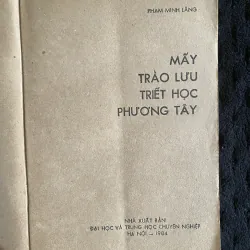 PHẠM MINH LĂNG
MẤY
TRÀO LƯU
TRIẾT HỌC
PHƯƠNG TÂY
NHÀ XUẤT BẢN
ĐẠI HỌC VÀ TRUNG HỌC CHUYÊN NGHIỆP
HÀ NỘI — 1984